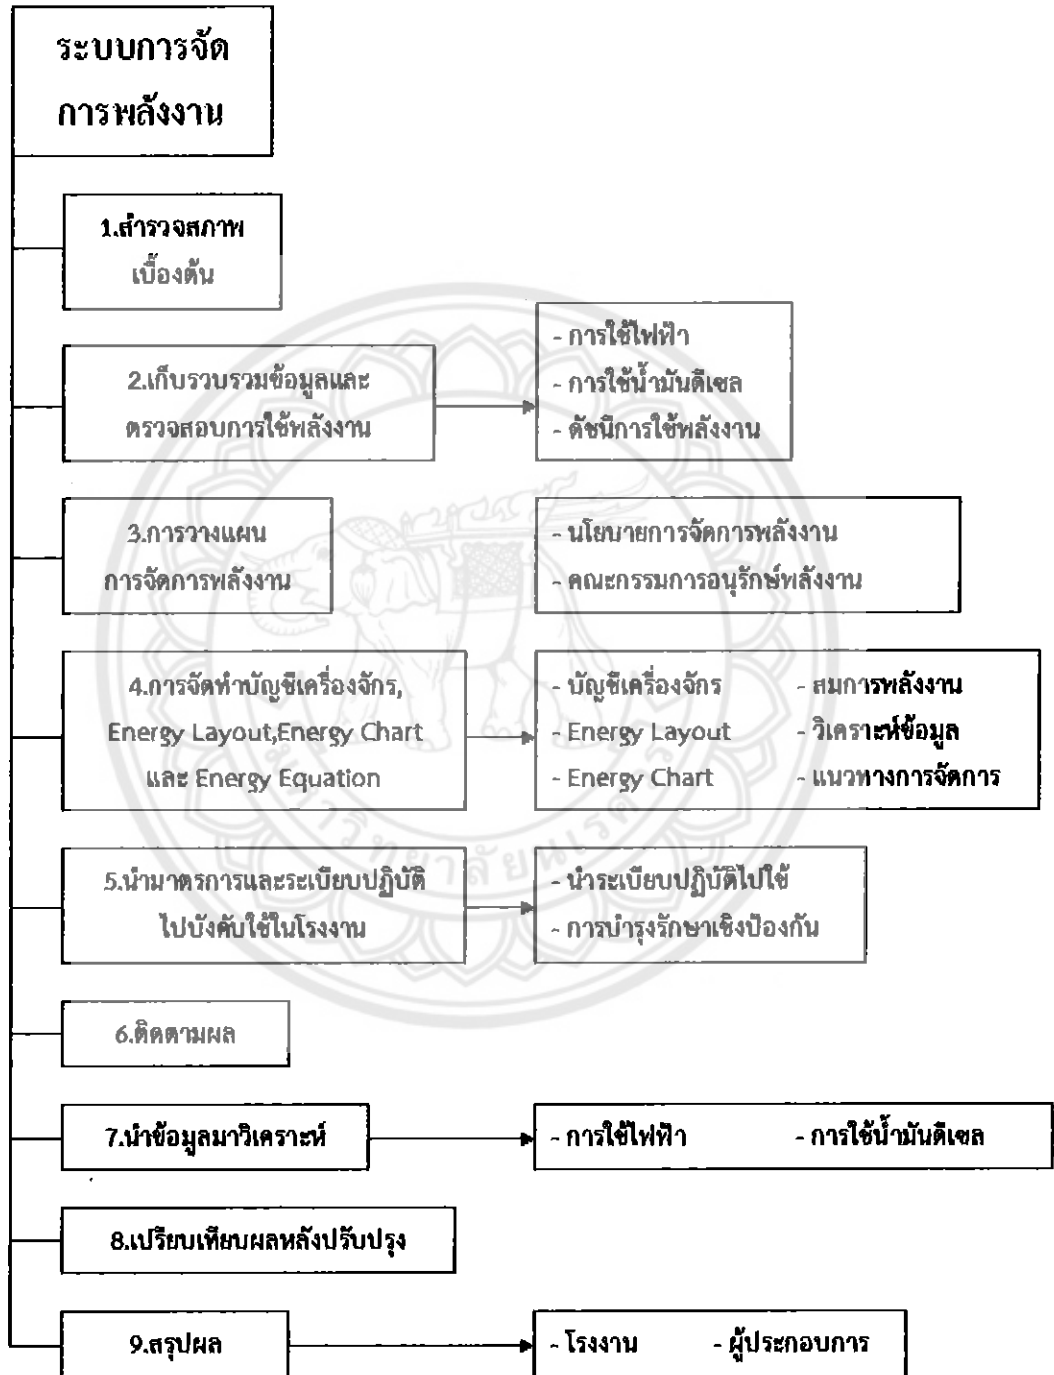 ระบบการจัด
การพลังงาน
1.สำรวจสภาพ
เบื้องต้น
2.เก็บรวบรวมข้อมูลและ
ตรวจสอบการใช้พลังงาน
- การใช้ไฟฟ้า
- การใช้น้ำมันดีเซล
- ดัชนีการใช้พลังงาน
3.การวางแผน
การจัดการพลังงาน
- นโยบายการจัดการพลังงาน
- คณะกรรมการอนุรักษ์พลังงาน
4.การจัดทำบัญชีเครื่องจักร,
Energy Layout,Energy Chart
และ Energy Equation
- บัญชีเครื่องจักร - สมการพลังงาน
- Energy Layout - วิเคราะห์ข้อมูล
- Energy Chart - แนวทางการจัดการ
5.นำมาตรการและระเบียบปฏิบัติ
ไปบังคับใช้ในโรงงาน
- นำระเบียบปฏิบัติไปใช้
- การบำรุงรักษาเชิงป้องกัน
6.ติดตามผล
7.นำข้อมูลมาวิเคราะห์
- การใช้ไฟฟ้า - การใช้น้ำมันดีเซล
8.เปรียบเทียบผลหลังปรับปรุง
9.สรุปผล
- โรงงาน - ผู้ประกอบการ